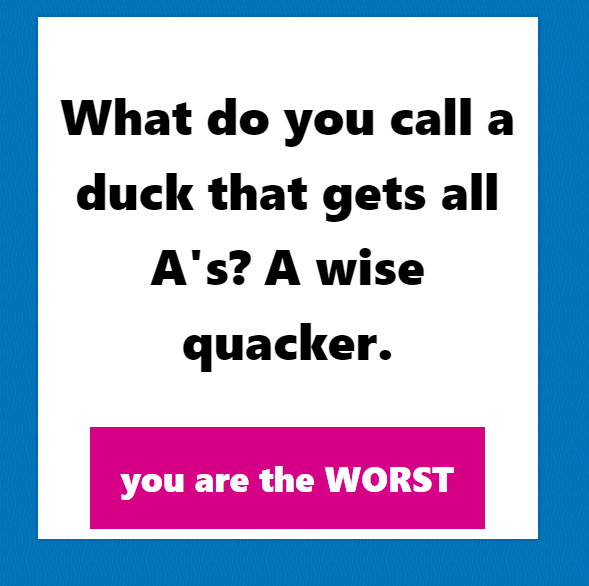 What do you call a
duck that gets all
A's? A wise
quacker.
you are the WORST